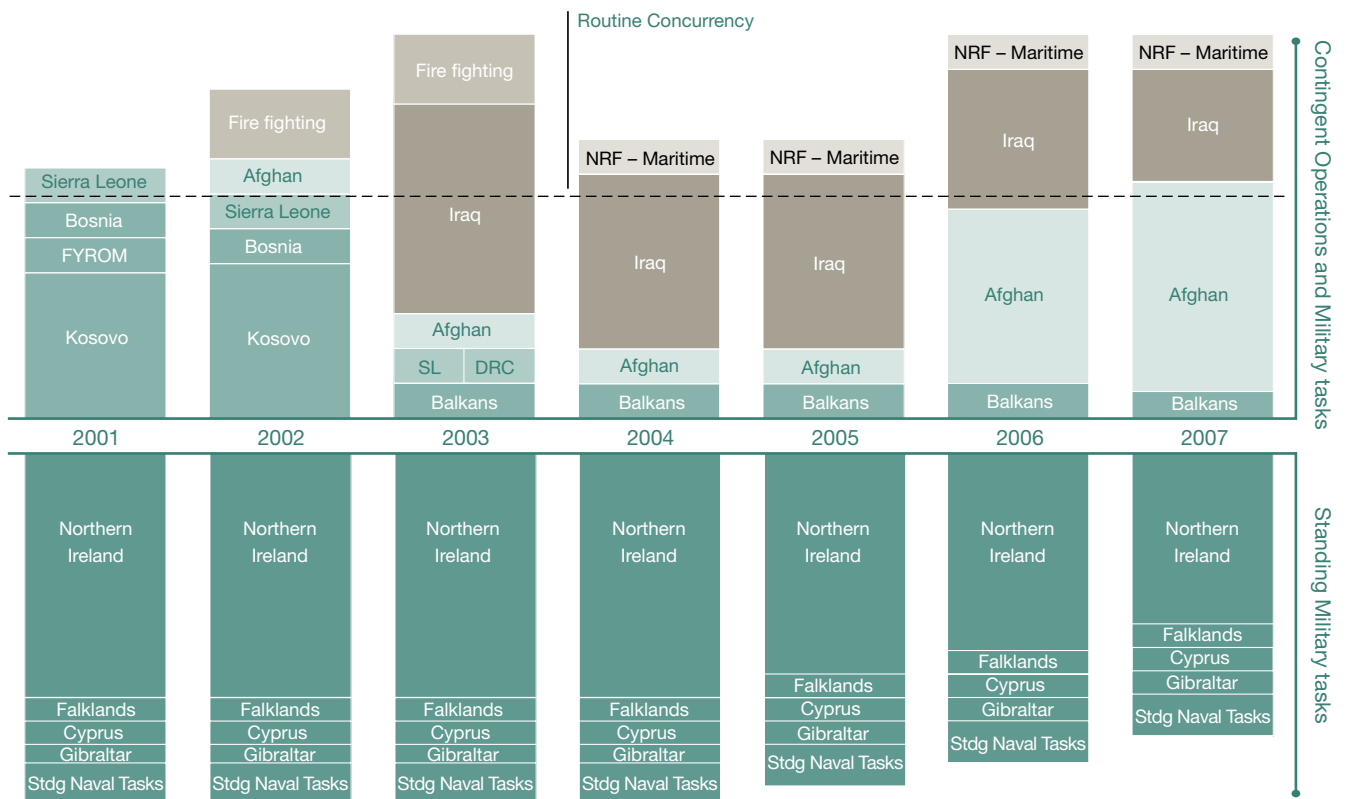 Routine Concurrency
Sierra Leone
Bosnia
FYROM
Kosovo
Fire fighting
Afghan
Sierra Leone
Bosnia
Kosovo
Fire fighting
Iraq
Afghan
SL
DRC
Balkans
NRF – Maritime
Iraq
Afghan
Balkans
NRF – Maritime
Iraq
Afghan
Balkans
NRF – Maritime
Iraq
Afghan
Balkans
NRF – Maritime
Iraq
Afghan
Balkans
Contingent Operations and Military tasks
2001
2002
2003
2004
2005
2006
2007
Northern
Ireland
Falklands
Cyprus
Gibraltar
Stdg Naval Tasks
Northern
Ireland
Falklands
Cyprus
Gibraltar
Stdg Naval Tasks
Northern
Ireland
Falklands
Cyprus
Gibraltar
Stdg Naval Tasks
Northern
Ireland
Falklands
Cyprus
Gibraltar
Stdg Naval Tasks
Northern
Ireland
Falklands
Cyprus
Gibraltar
Stdg Naval Tasks
Northern
Ireland
Falklands
Cyprus
Gibraltar
Stdg Naval Tasks
Northern
Ireland
Falklands
Cyprus
Gibraltar
Stdg Naval Tasks
Standing Military tasks